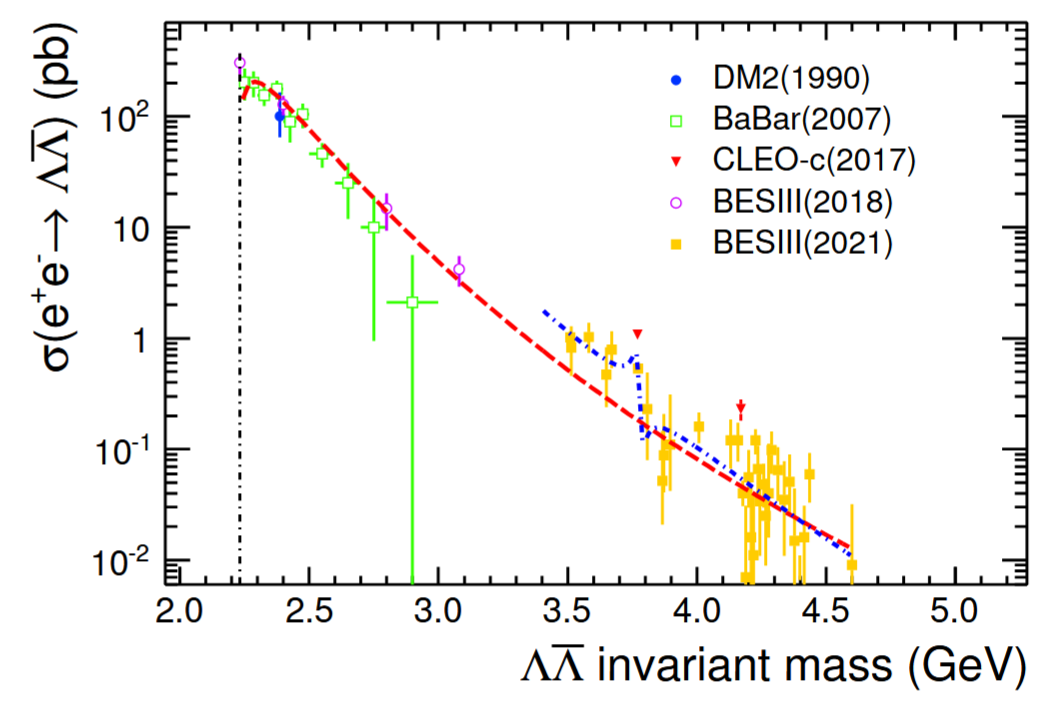 σ(e⁺e⁻→ ΛΛ̅) (pb)
10²
10
1
10⁻¹
10⁻²
DM2(1990)
BaBar(2007)
CLEO-c(2017)
BESIII(2018)
BESIII(2021)
2.0 2.5 3.0 3.5 4.0 4.5 5.0
ΛΛ̅ invariant mass (GeV)